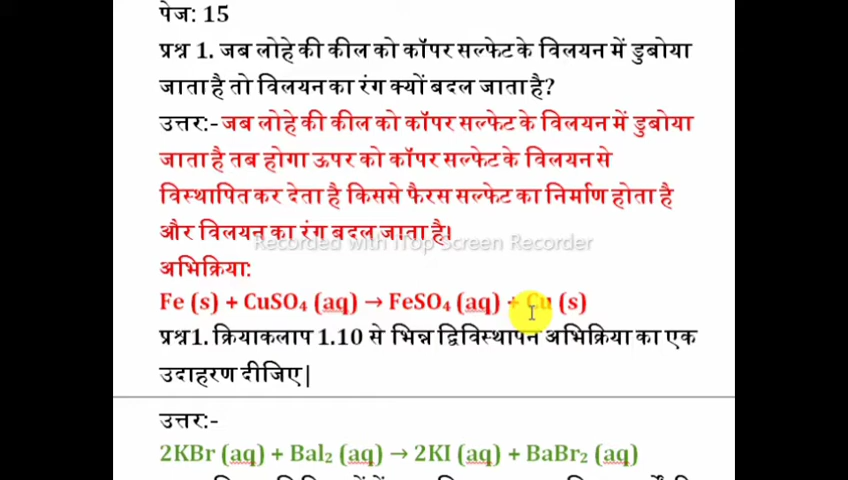 पेज: 15
प्रश्न 1. जब लोहे की कील को कॉपर सल्फेट के विलयन में डुबोया
जाता है तो विलयन का रंग क्यों बदल जाता है?
उत्तर:- जब लोहे की कील को कॉपर सल्फेट के विलयन में डुबोया
जाता है तब होगा ऊपर को कॉपर सल्फेट के विलयन से
विस्थापित कर देता है किससे फैरस सल्फेट का निर्माण होता है
और विलयन का रंग बदल जाता है।
Recorded with iTop Screen Recorder
अभिक्रिया:
Fe (s) + CuSO₄ (aq) → FeSO₄ (aq) + Cu (s)
प्रश्न1. क्रियाकलाप 1.10 से भिन्न द्विविस्थापन अभिक्रिया का एक
उदाहरण दीजिए|
उत्तर:-
2KBr (aq) + BaI₂ (aq) → 2KI (aq) + BaBr₂ (aq)